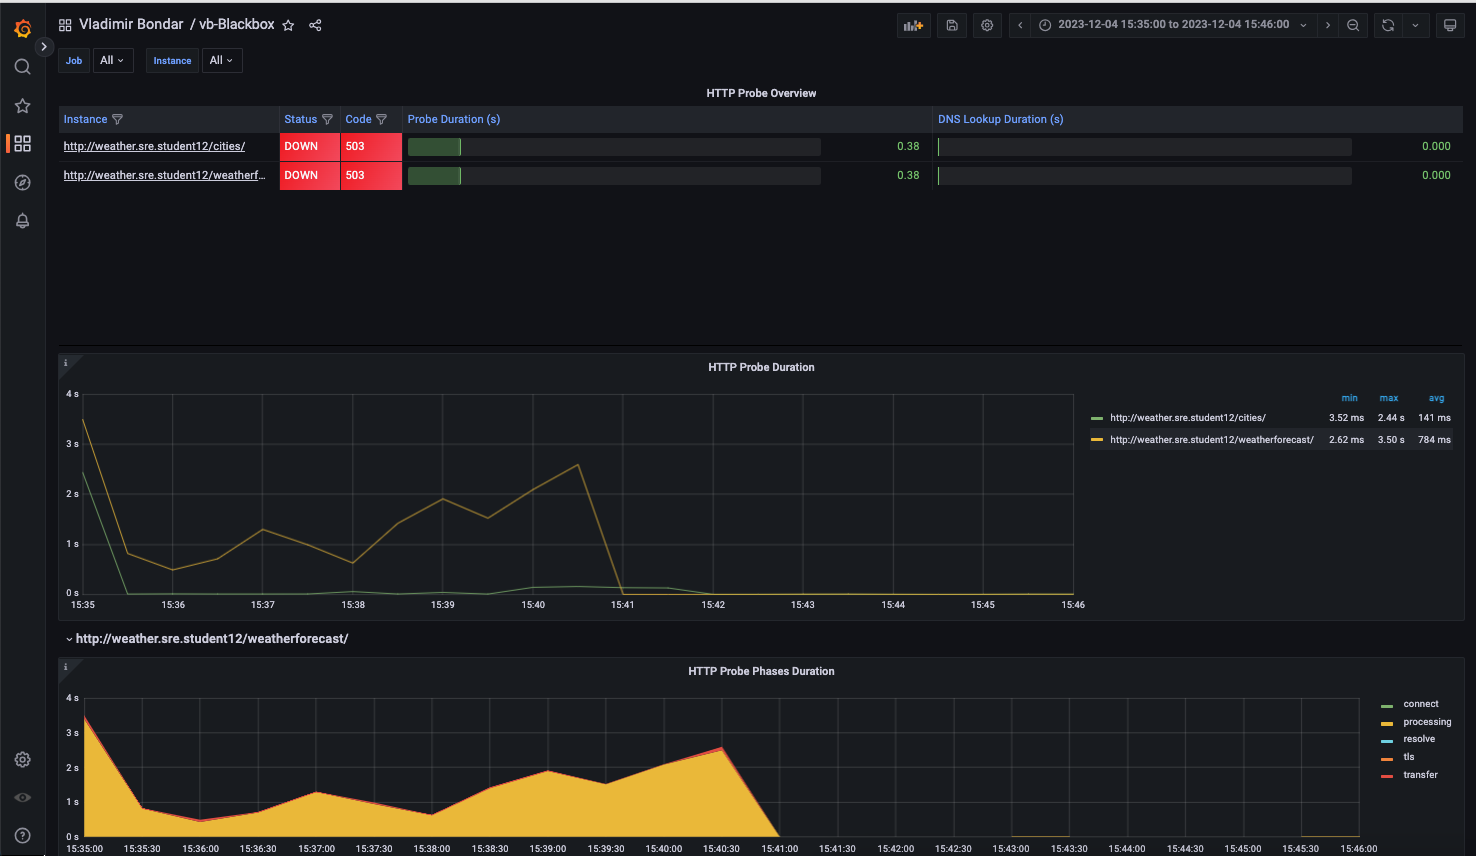 Vladimir Bondar / vb-Blackbox
2023-12-04 15:35:00 to 2023-12-04 15:46:00
Job All Instance All
HTTP Probe Overview
Instance Status Code Probe Duration (s) DNS Lookup Duration (s)
http://weather.sre.student12/cities/ DOWN 503 0.38 0.000
http://weather.sre.student12/weatherf... DOWN 503 0.38 0.000
i
HTTP Probe Duration
4 s
3 s
2 s
1 s
0 s
15:35 15:36 15:37 15:38 15:39 15:40 15:41 15:42 15:43 15:44 15:45 15:46
min max avg
http://weather.sre.student12/cities/ 3.52 ms 2.44 s 141 ms
http://weather.sre.student12/weatherforecast/ 2.62 ms 3.50 s 784 ms
http://weather.sre.student12/weatherforecast/
i
HTTP Probe Phases Duration
4 s
3 s
2 s
1 s
0 s
15:35:00 15:35:30 15:36:00 15:36:30 15:37:00 15:37:30 15:38:00 15:38:30 15:39:00 15:39:30 15:40:00 15:40:30 15:41:00 15:41:30 15:42:00 15:42:30 15:43:00 15:43:30 15:44:00 15:44:30 15:45:00 15:45:30 15:46:00
connect
processing
resolve
tls
transfer